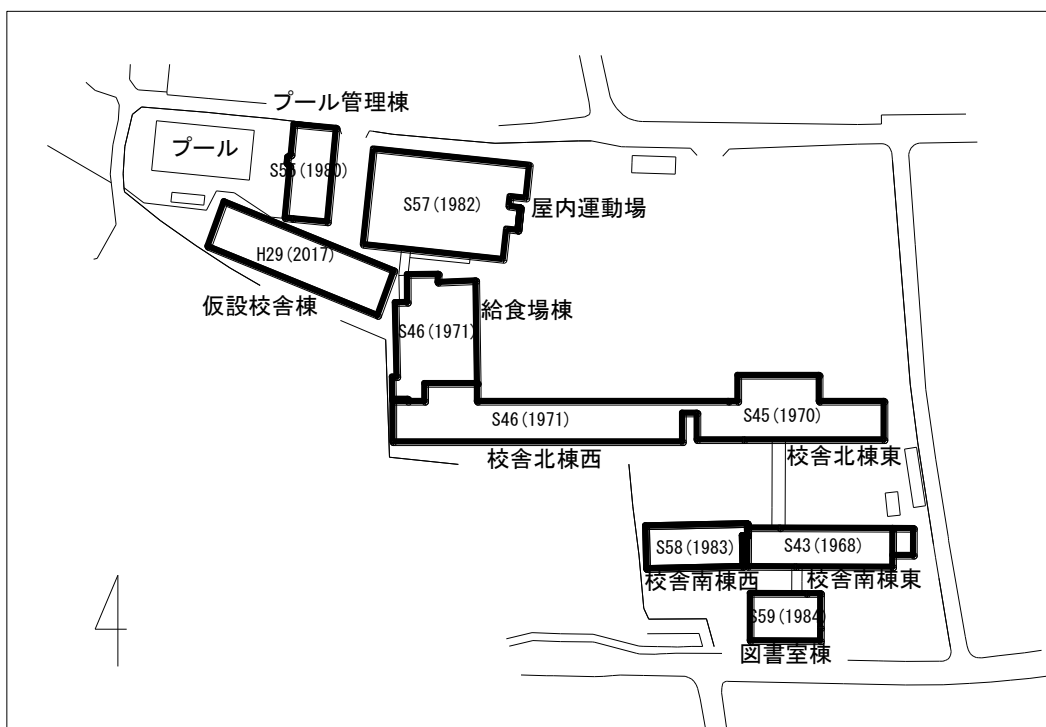 プール管理棟
プール
S55(1980)
S57(1982)
屋内運動場
H29(2017)
仮設校舎棟
給食場棟
S46(1971)
S46(1971)
S45(1970)
校舎北棟西
校舎北棟東
S58(1983)
S43(1968)
校舎南棟西
校舎南棟東
S59(1984)
図書室棟